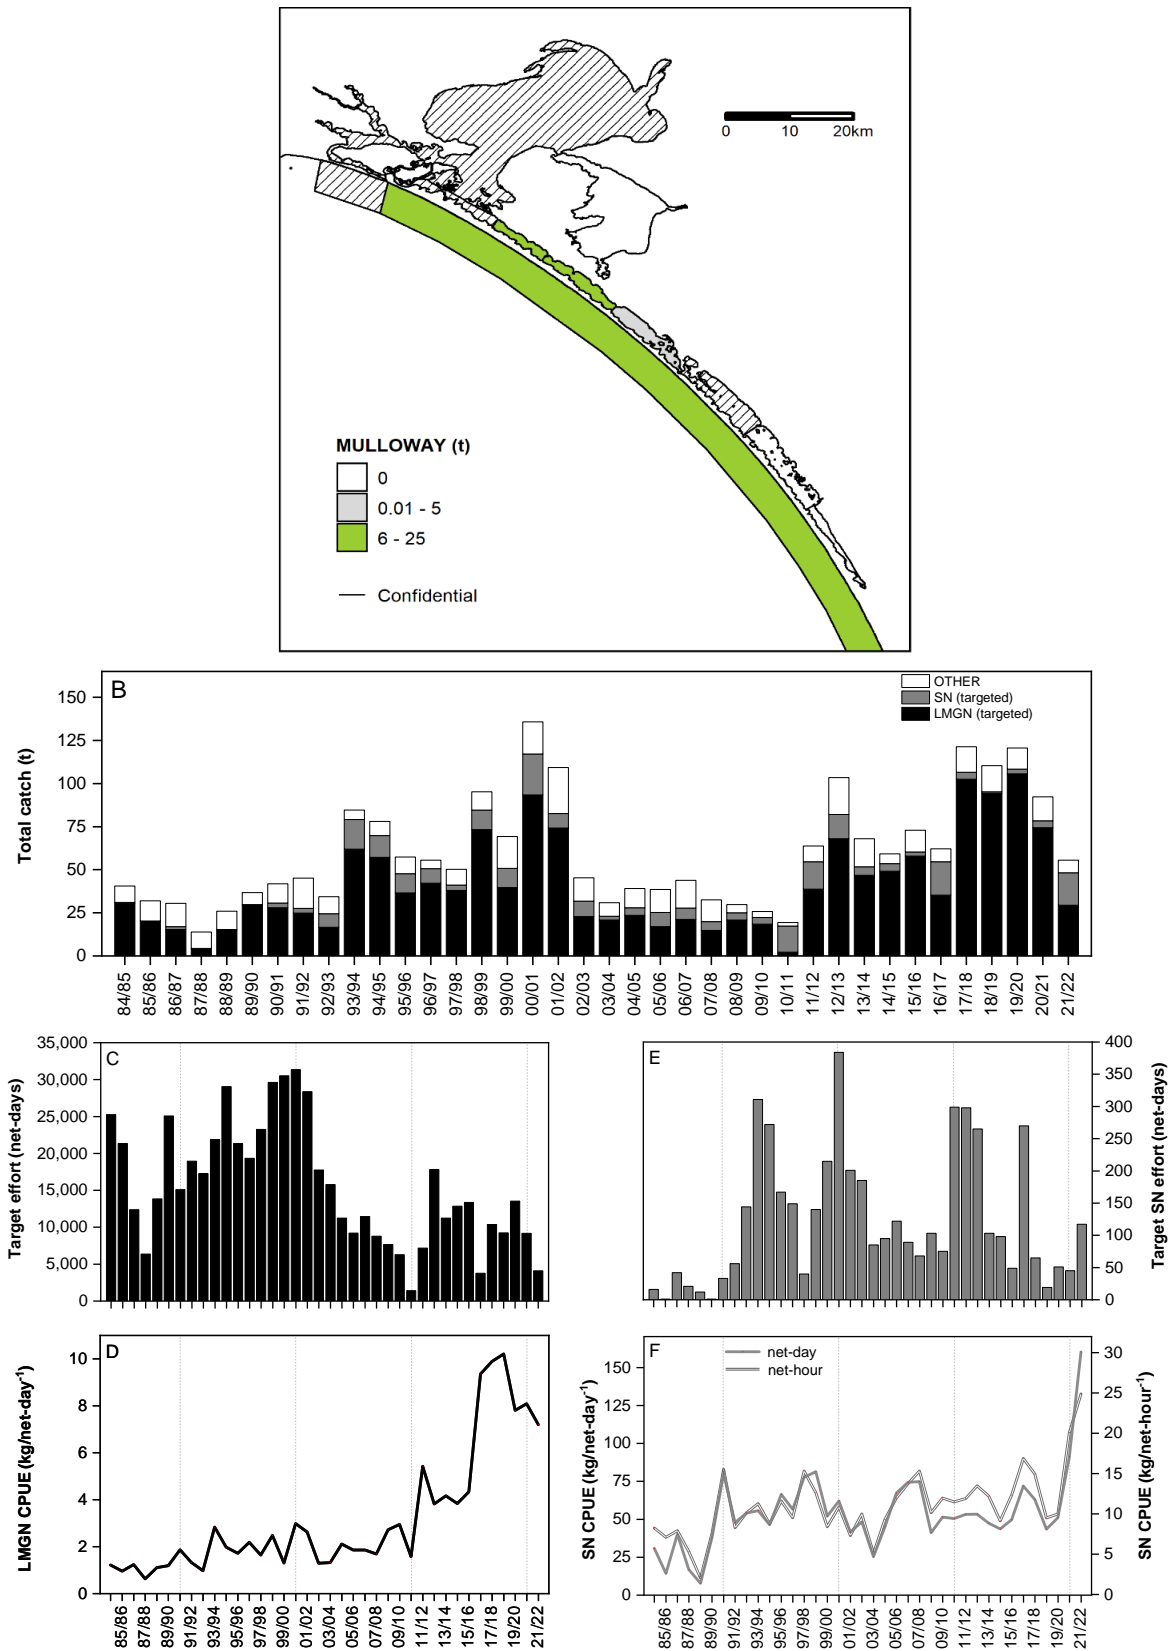 0 10 20km
MULLOWAY (t)
0
0.01 - 5
6 - 25
Confidential
B
OTHER
SN (targeted)
LMGN (targeted)
Total catch (t)
150
125
100
75
50
25
0
84/85 85/86 86/87 87/88 88/89 89/90 90/91 91/92 92/93 93/94 94/95 95/96 96/97 97/98 98/99 99/00 00/01 01/02 02/03 03/04 04/05 05/06 06/07 07/08 08/09 09/10 10/11 11/12 12/13 13/14 14/15 15/16 16/17 17/18 18/19 19/20 20/21 21/22
C
Target effort (net-days)
35,000
30,000
25,000
20,000
15,000
10,000
5,000
0
E
Target SN effort (net-days)
400
350
300
250
200
150
100
50
0
D
LMGN CPUE (kg/net-day⁻¹)
10
8
6
4
2
0
85/86 87/88 89/90 91/92 93/94 95/96 97/98 99/00 01/02 03/04 05/06 07/08 09/10 11/12 13/14 15/16 17/18 19/20 21/22
F
net-day
net-hour
SN CPUE (kg/net-day⁻¹)
150
125
100
75
50
25
0
SN CPUE (kg/net-hour⁻¹)
30
25
20
15
10
5
0
85/86 87/88 89/90 91/92 93/94 95/96 97/98 99/00 01/02 03/04 05/06 07/08 09/10 11/12 13/14 15/16 17/18 19/20 21/22